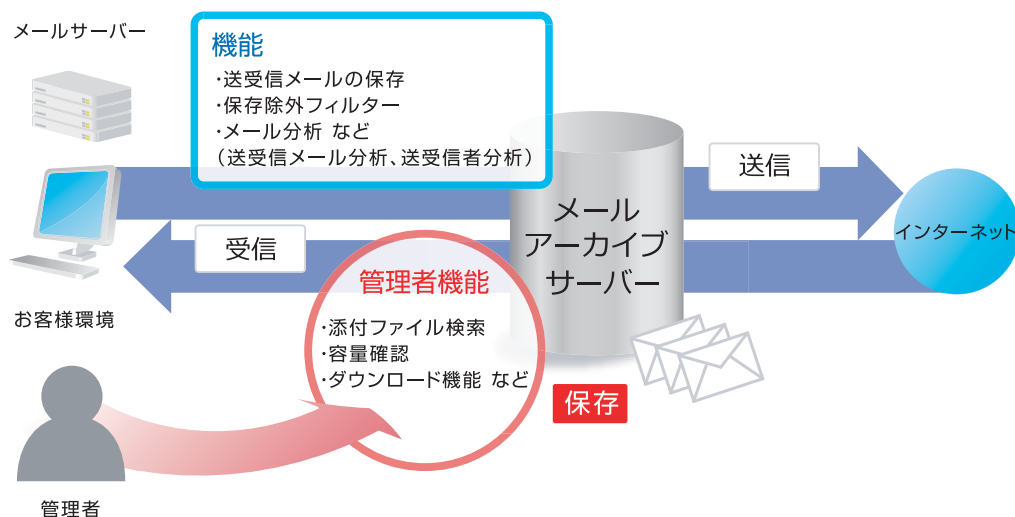 メールサーバー
機能
・送受信メールの保存
・保存除外フィルター
・メール分析 など
（送受信メール分析、送受信者分析）
送信
メール
アーカイブ
サーバー
インターネット
受信
お客様環境
管理者機能
・添付ファイル検索
・容量確認
・ダウンロード機能 など
保存
管理者